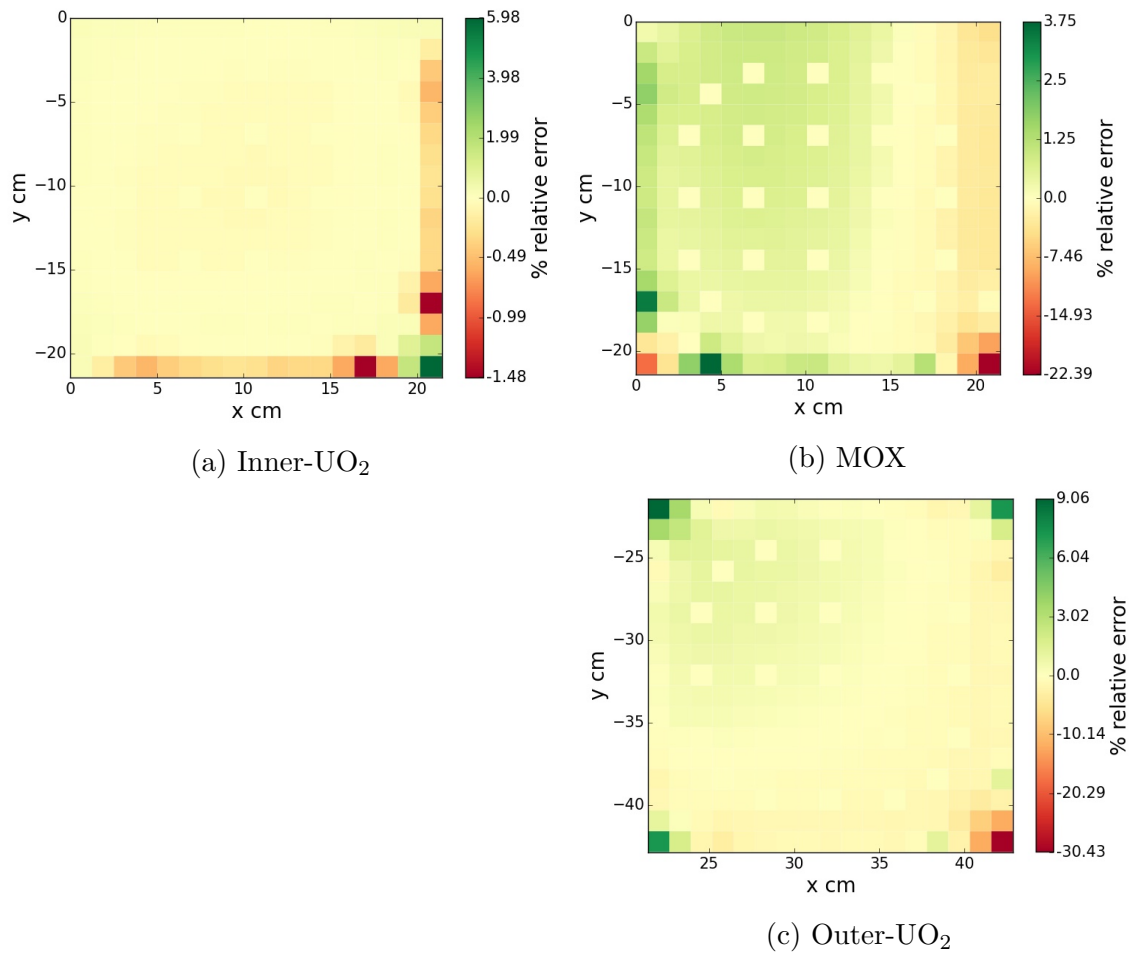 0
−5
−10
−15
−20
y cm
0 5 10 15 20
x cm
5.98
3.98
1.99
0.0
-0.49
-0.99
-1.48
% relative error
(a) Inner-UO₂
0
−5
−10
−15
−20
y cm
0 5 10 15 20
x cm
3.75
2.5
1.25
0.0
-7.46
-14.93
-22.39
% relative error
(b) MOX
−25
−30
−35
−40
y cm
25 30 35 40
x cm
9.06
6.04
3.02
0.0
-10.14
-20.29
-30.43
% relative error
(c) Outer-UO₂